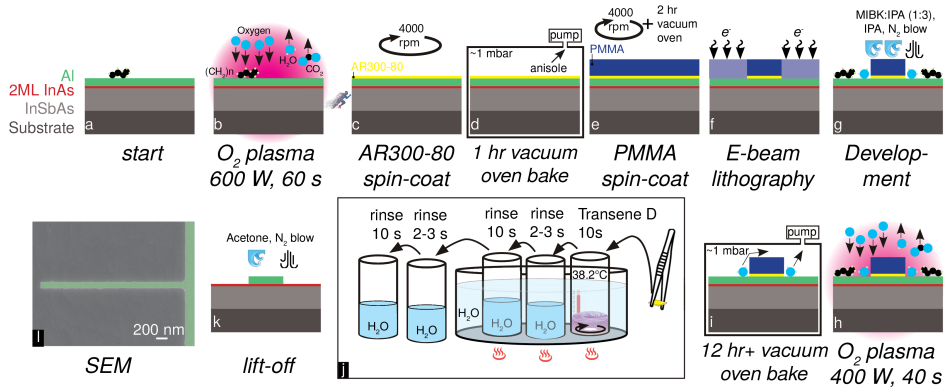 Al
2ML InAs
InSbAs
Substrate
a
start
Oxygen
(CH₂)n
H₂O
CO₂
b
O₂ plasma
600 W, 60 s
4000
rpm
AR300-80
c
AR300-80
spin-coat
~1 mbar
pump
anisole
d
1 hr vacuum
oven bake
4000
rpm
+ 2 hr
vacuum
oven
PMMA
e
PMMA
spin-coat
e⁻ e⁻
f
E-beam
lithography
MIBK:IPA (1:3),
IPA, N₂ blow
g
Develop-
ment
l
200 nm
SEM
Acetone, N₂ blow
k
lift-off
rinse
10 s
rinse
2-3 s
rinse
10 s
rinse
2-3 s
Transene D
10s
38.2°C
H₂O
H₂O
H₂O
H₂O
H₂O
j
~1 mbar
pump
i
12 hr+ vacuum
oven bake
h
O₂ plasma
400 W, 40 s